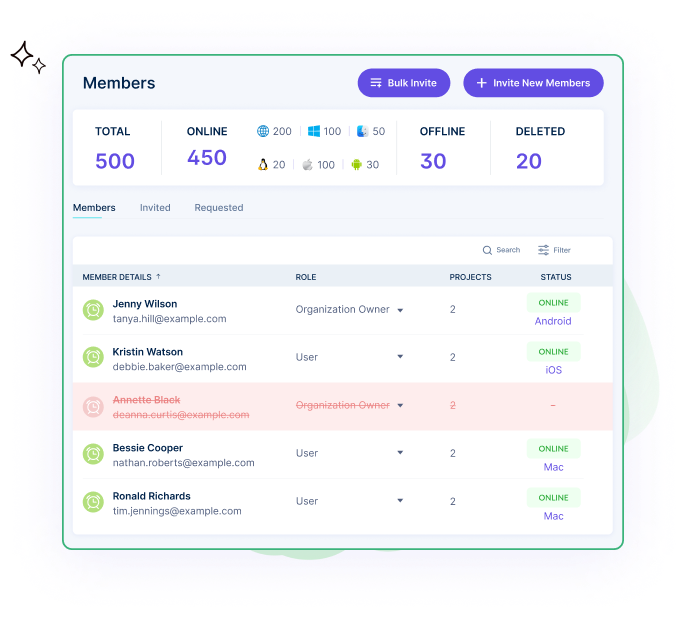 Members
Bulk Invite
Invite New Members
TOTAL
500
ONLINE
450
200
100
50
20
100
30
OFFLINE
30
DELETED
20
Members Invited Requested
Search Filter
MEMBER DETAILS ↑ ROLE PROJECTS STATUS
Jenny Wilson
tanya.hill@example.com
Organization Owner
2
ONLINE
Android
Kristin Watson
debbie.baker@example.com
User
2
ONLINE
iOS
Annette Black
deanna.curtis@example.com
Organization Owner
2
–
Bessie Cooper
nathan.roberts@example.com
User
2
ONLINE
Mac
Ronald Richards
tim.jennings@example.com
User
2
ONLINE
Mac